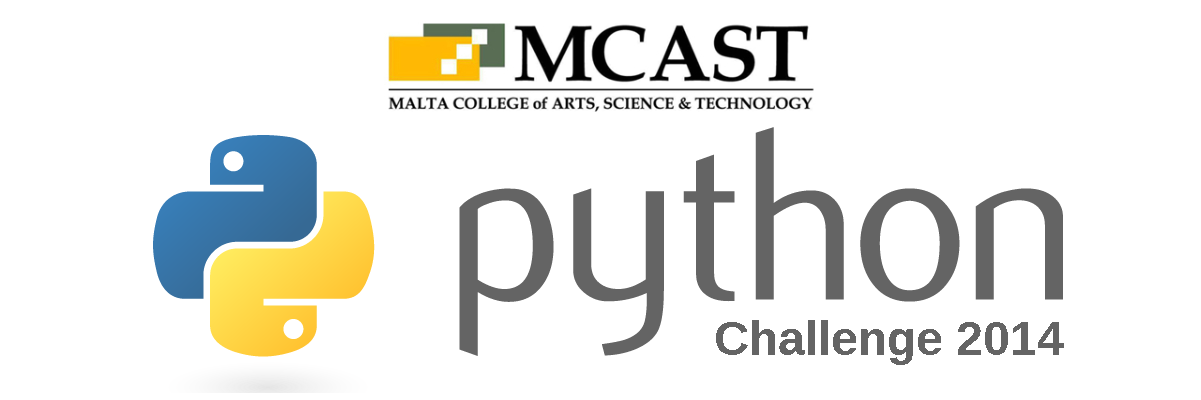 MCAST
MALTA COLLEGE of ARTS, SCIENCE & TECHNOLOGY
python
Challenge 2014